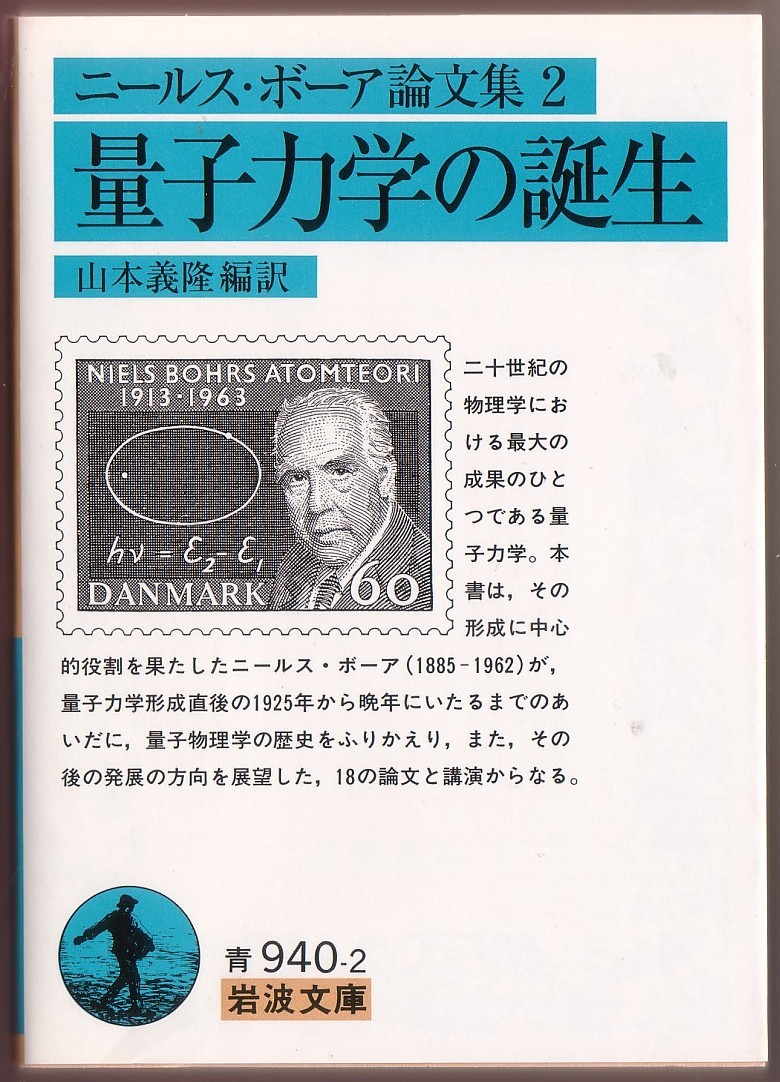 ニールス・ボーア論文集 2
量子力学の誕生
山本義隆編訳
NIELS BOHRS ATOMTEORI
1913-1963
hν = ε₂-ε₁
DANMARK 60
二十世紀の
物理学にお
ける最大の
成果のひと
つである量
子力学。本
書は，その
形成に中心
的役割を果たしたニールス・ボーア(1885-1962)が，
量子力学形成直後の1925年から晩年にいたるまでのあ
いだに，量子物理学の歴史をふりかえり，また，その
後の発展の方向を展望した，18の論文と講演からなる。
青 940-2
岩波文庫